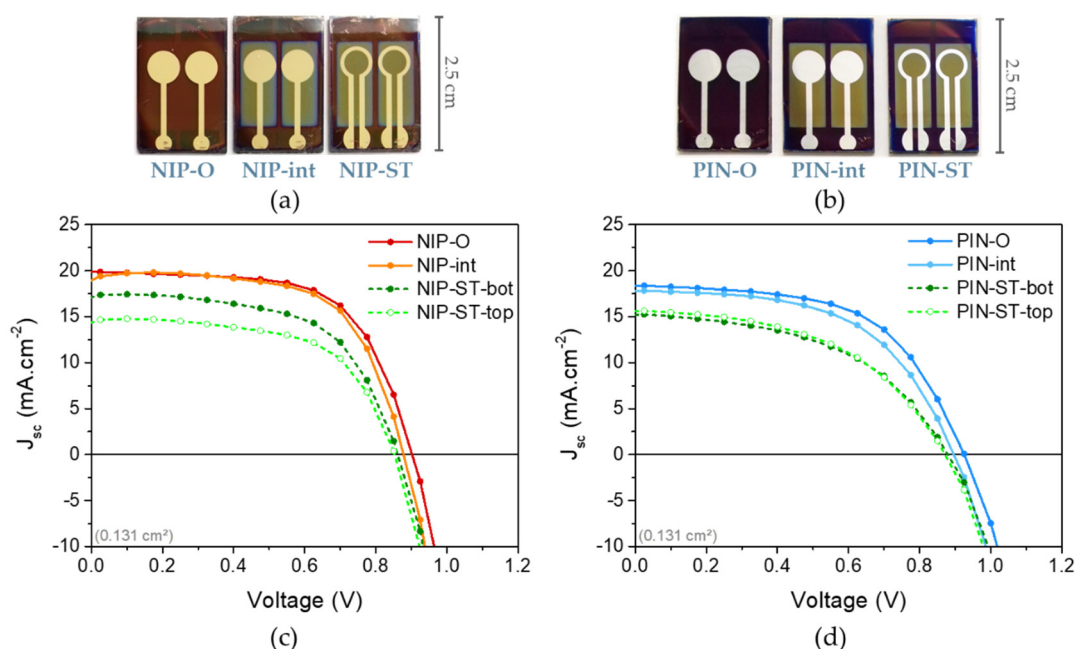 2.5 cm
NIP-O NIP-int NIP-ST
(a)
2.5 cm
PIN-O PIN-int PIN-ST
(b)
25
20
15
10
5
0
-5
-10
J_sc (mA.cm⁻²)
NIP-O
NIP-int
NIP-ST-bot
NIP-ST-top
(0.131 cm²)
0.0 0.2 0.4 0.6 0.8 1.0 1.2
Voltage (V)
(c)
25
20
15
10
5
0
-5
-10
J_sc (mA.cm⁻²)
PIN-O
PIN-int
PIN-ST-bot
PIN-ST-top
(0.131 cm²)
0.0 0.2 0.4 0.6 0.8 1.0 1.2
Voltage (V)
(d)